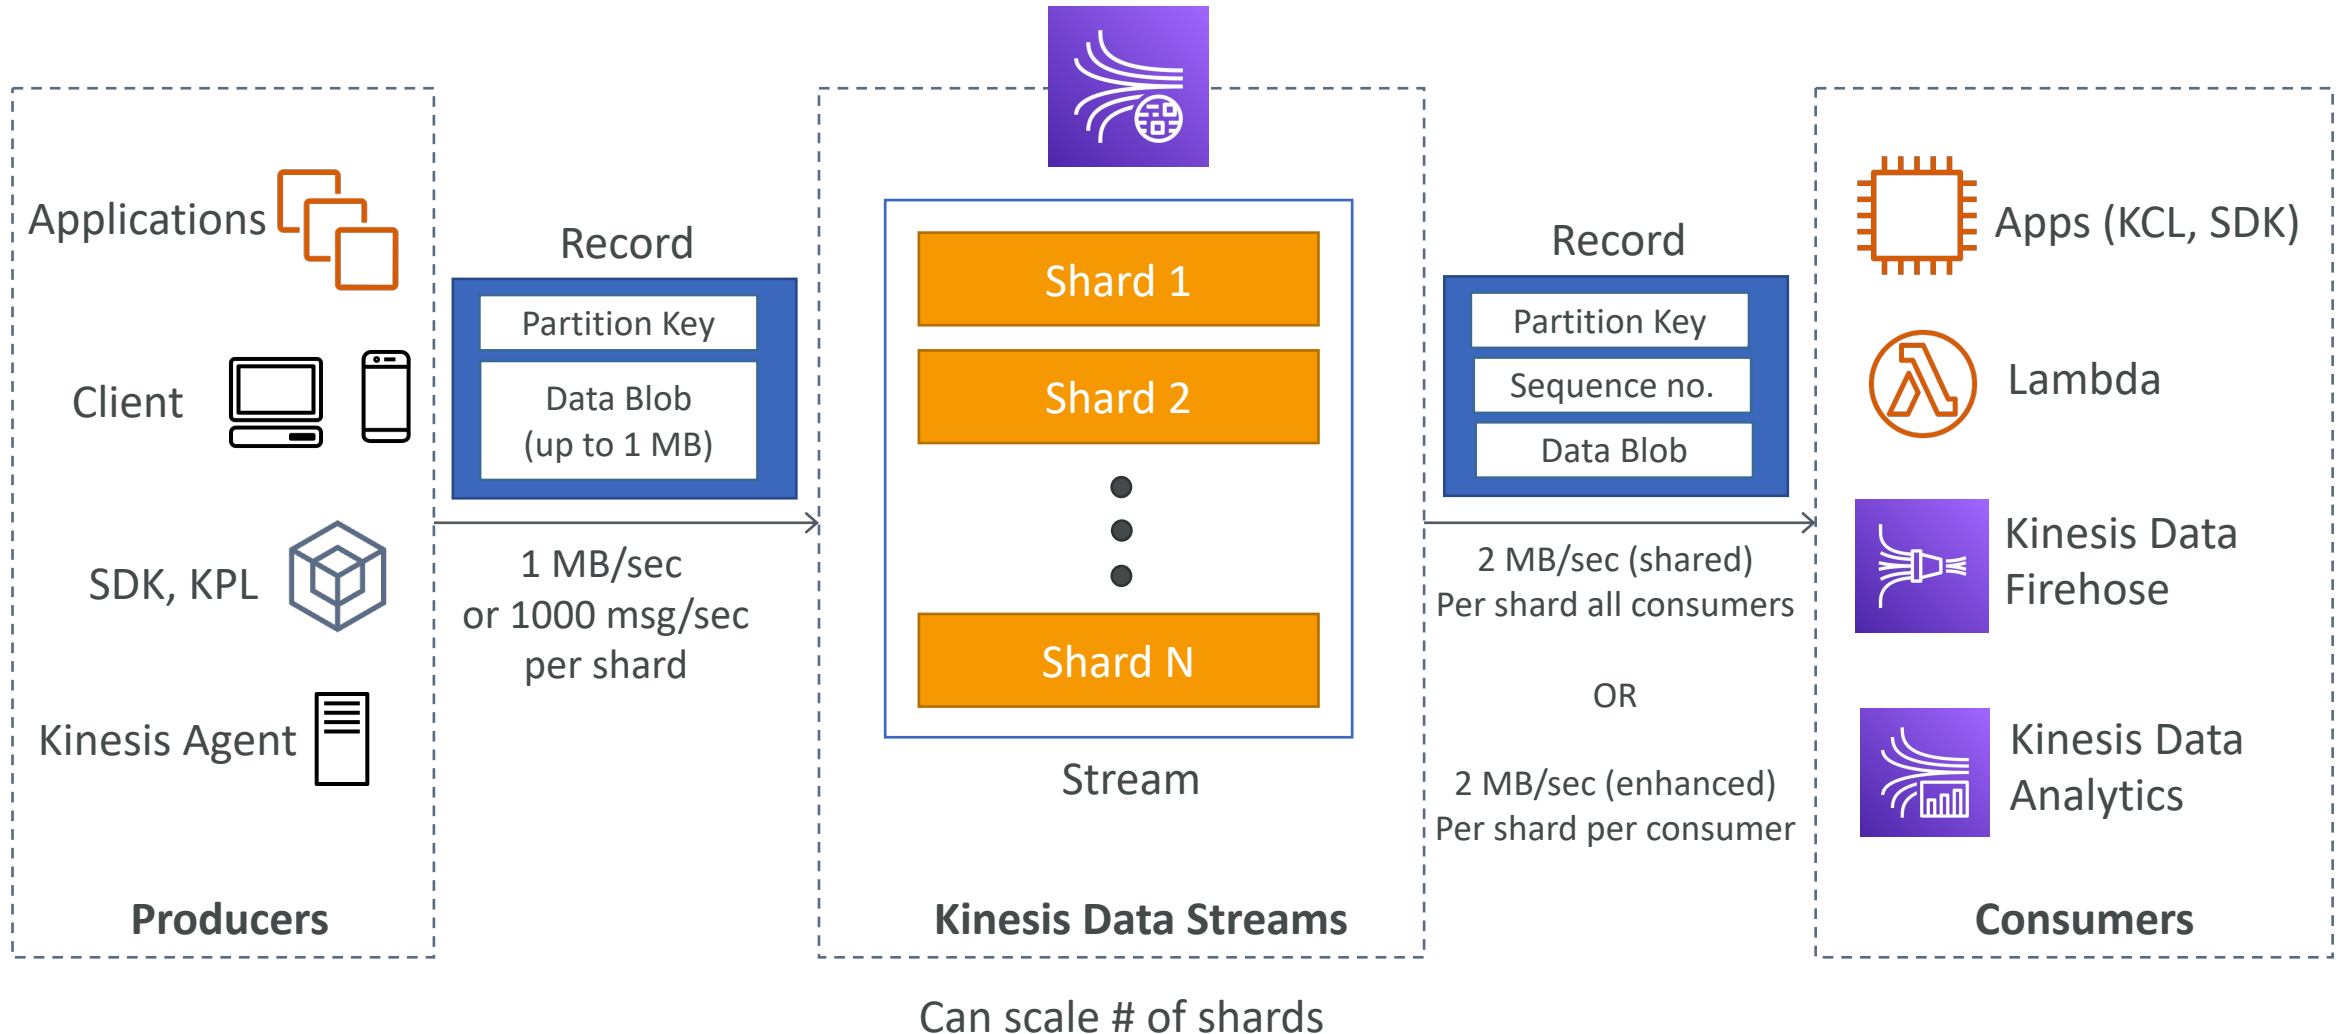 Applications
Client
SDK, KPL
Kinesis Agent
Producers
Record
Partition Key
Data Blob
(up to 1 MB)
1 MB/sec
or 1000 msg/sec
per shard
Shard 1
Shard 2
Shard N
Stream
Kinesis Data Streams
Can scale # of shards
Record
Partition Key
Sequence no.
Data Blob
2 MB/sec (shared)
Per shard all consumers
OR
2 MB/sec (enhanced)
Per shard per consumer
Apps (KCL, SDK)
Lambda
Kinesis Data
Firehose
Kinesis Data
Analytics
Consumers